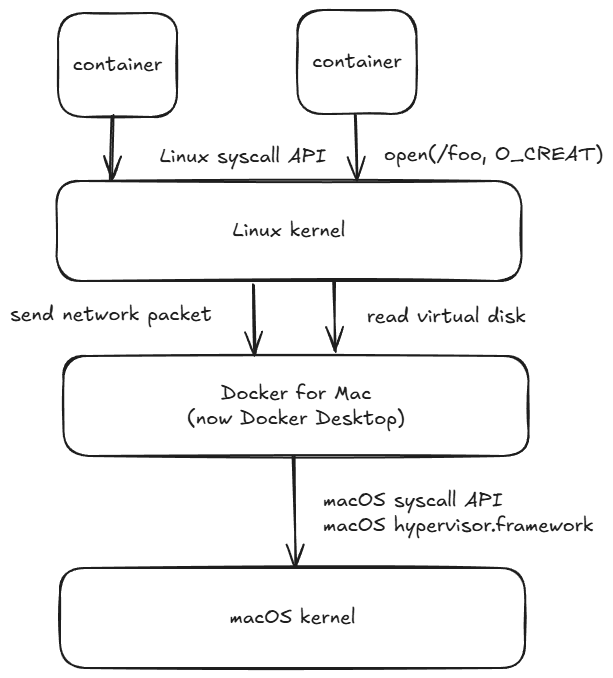 container
container
Linux syscall API
open(/foo, O_CREAT)
Linux kernel
send network packet
read virtual disk
Docker for Mac
(now Docker Desktop)
macOS syscall API
macOS hypervisor.framework
macOS kernel